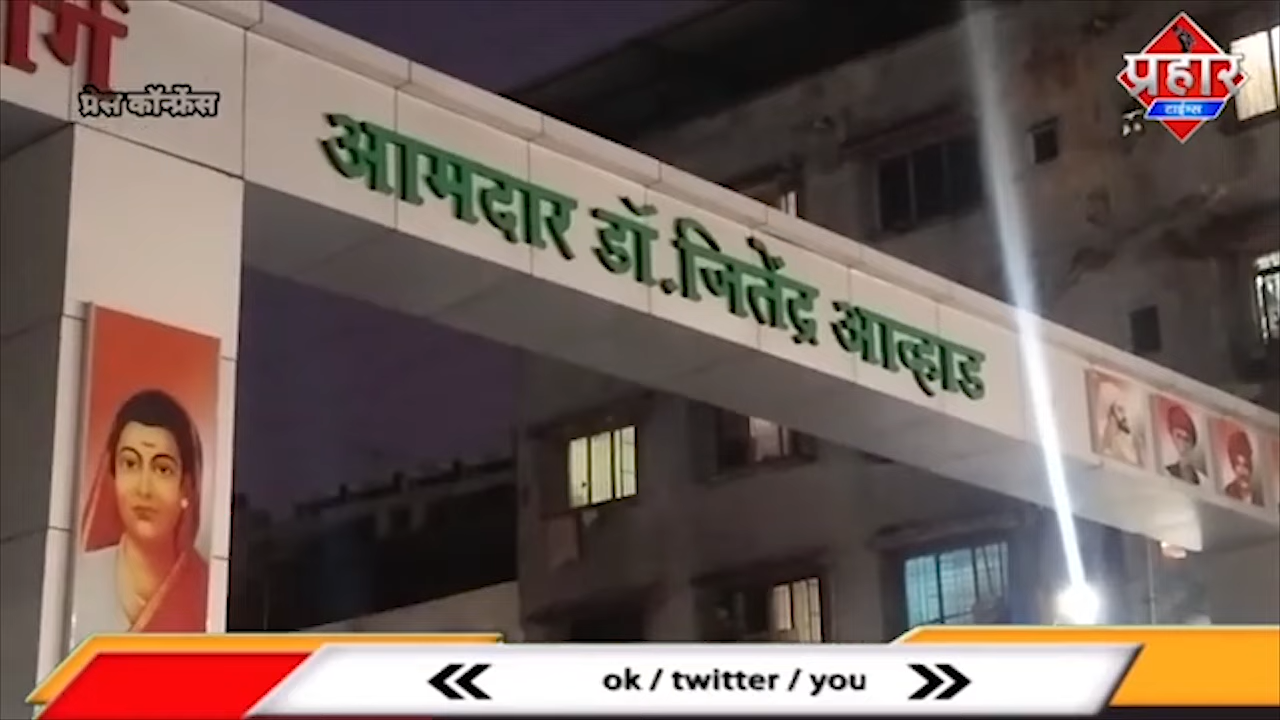 मार्ग
प्रेस कॉन्फ्रेंस
प्रहार
टाईम्स
आमदार डॉ.जितेंद्र आव्हाड
ok / twitter / you